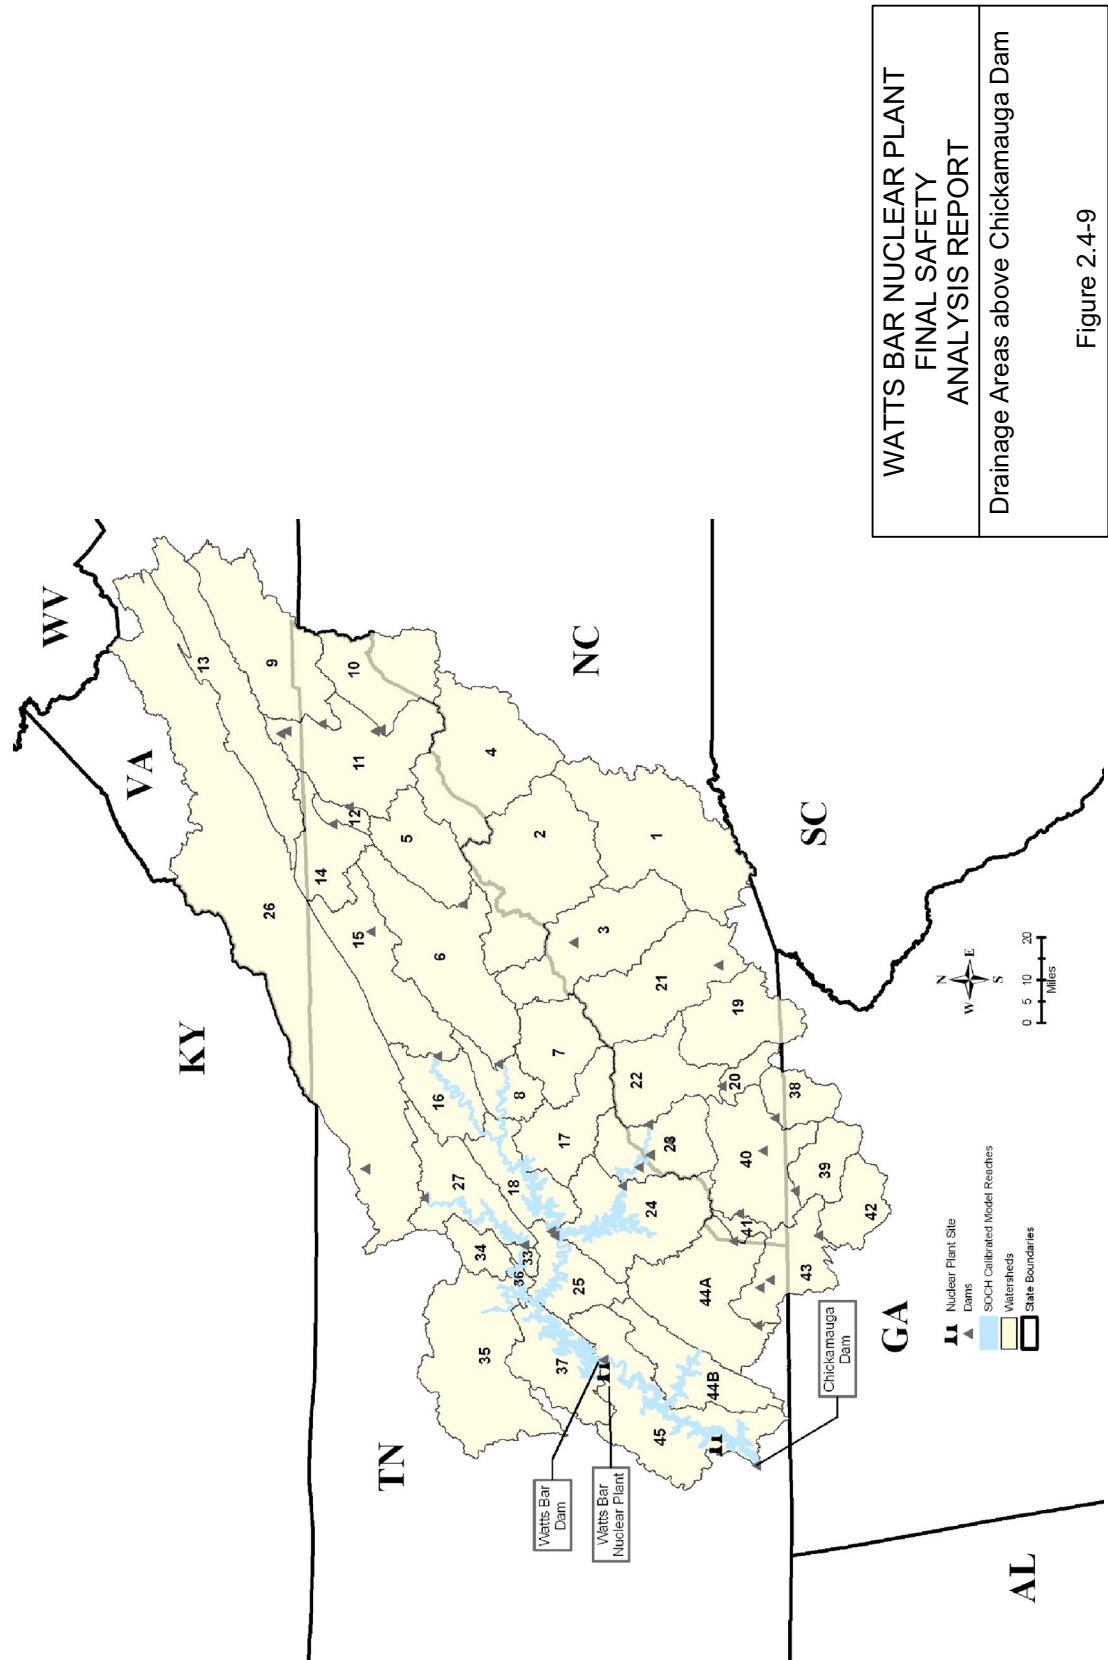 WV
VA
KY
TN
NC
SC
GA
AL
13
9
10
26
11
4
12
5
14
2
1
15
6
3
21
19
7
16
8
22
20
38
17
27
18
28
40
39
34
33
36
24
41
42
25
44A
43
35
37
44B
45
Watts Bar
Dam
Watts Bar
Nuclear Plant
Chickamauga
Dam
N
W
E
S
0 5 10 20
Miles
Nuclear Plant Site
Dams
SOCH Calibrated Model Reaches
Watersheds
State Boundaries
WATTS BAR NUCLEAR PLANT
FINAL SAFETY
ANALYSIS REPORT
Drainage Areas above Chickamauga Dam
Figure 2.4-9